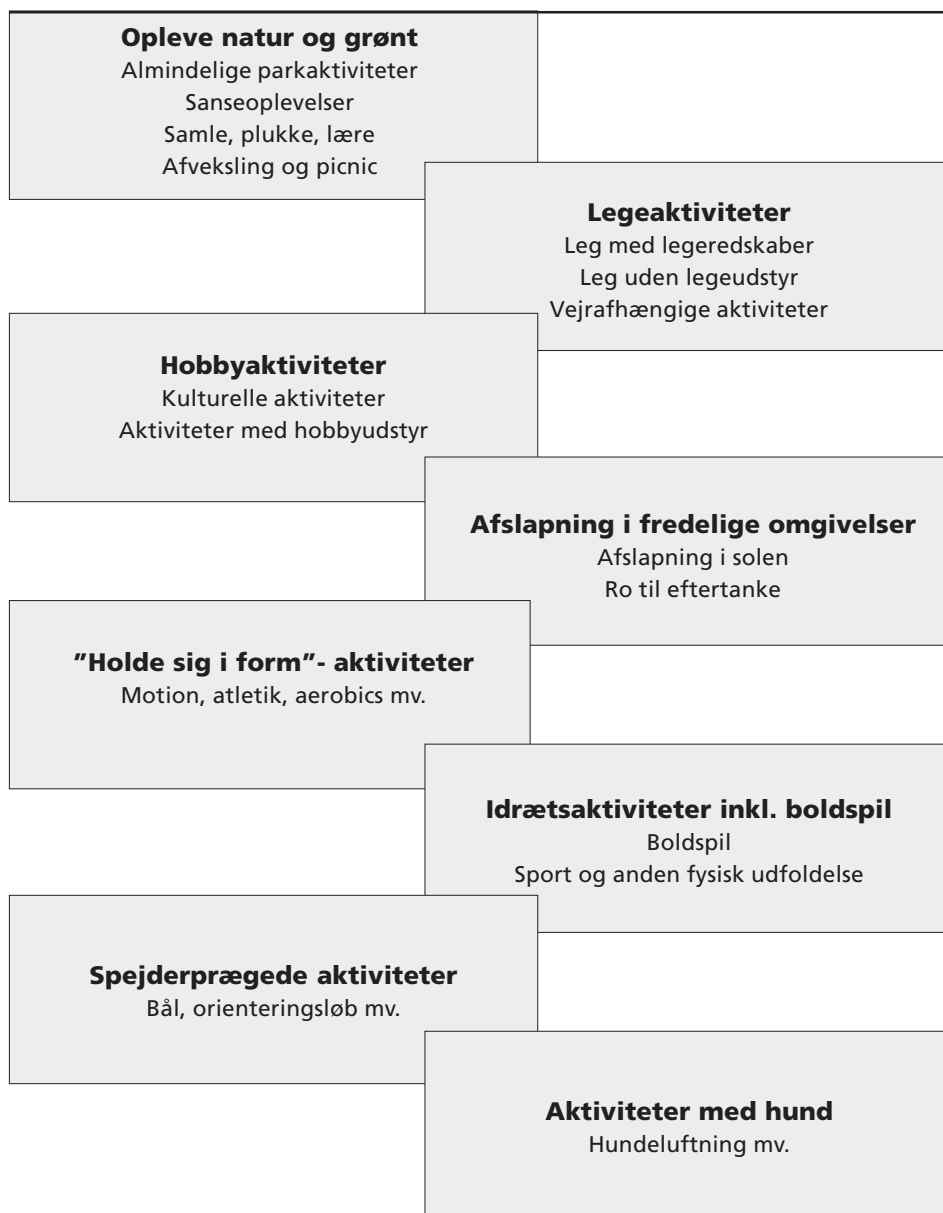 Opleve natur og grønt
Almindelige parkaktiviteter
Sanseoplevelser
Samle, plukke, lære
Afveksling og picnic
Legeaktiviteter
Leg med legeredskaber
Leg uden legeudstyr
Vejrafhængige aktiviteter
Hobbyaktiviteter
Kulturelle aktiviteter
Aktiviteter med hobbyudstyr
Afslapning i fredelige omgivelser
Afslapning i solen
Ro til eftertanke
”Holde sig i form”- aktiviteter
Motion, atletik, aerobics mv.
Idrætsaktiviteter inkl. boldspil
Boldspil
Sport og anden fysisk udfoldelse
Spejderprægede aktiviteter
Bål, orienteringsløb mv.
Aktiviteter med hund
Hundeluftning mv.